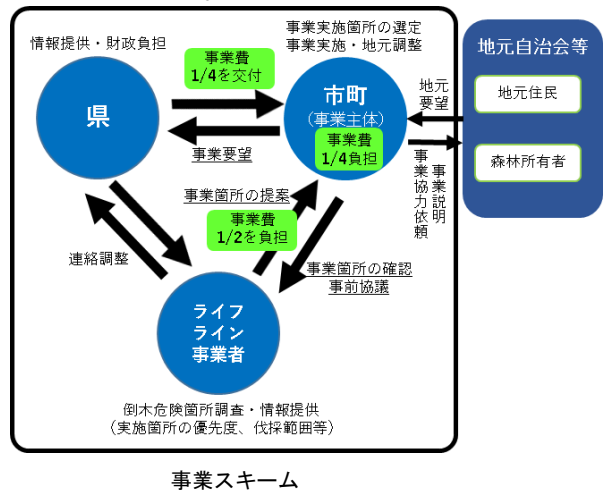 情報提供・財政負担
県
事業費
1/4を交付
事業要望
事業実施箇所の選定
事業実施・地元調整
市町
(事業主体)
事業費
1/4負担
地元
要望
事業説明
事業協力依頼
地元自治会等
地元住民
森林所有者
事業箇所の提案
事業費
1/2を負担
連絡調整
事業箇所の確認
事前協議
ライフ
ライン
事業者
倒木危険箇所調査・情報提供
(実施箇所の優先度、伐採範囲等)
事業スキーム